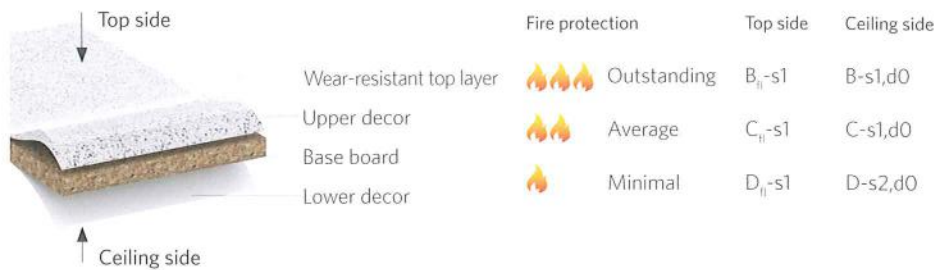 Top side
Wear-resistant top layer
Upper decor
Base board
Lower decor
Ceiling side
Fire protection Top side Ceiling side
Outstanding Bfl-s1 B-s1,d0
Average Cfl-s1 C-s1,d0
Minimal Dfl-s1 D-s2,d0